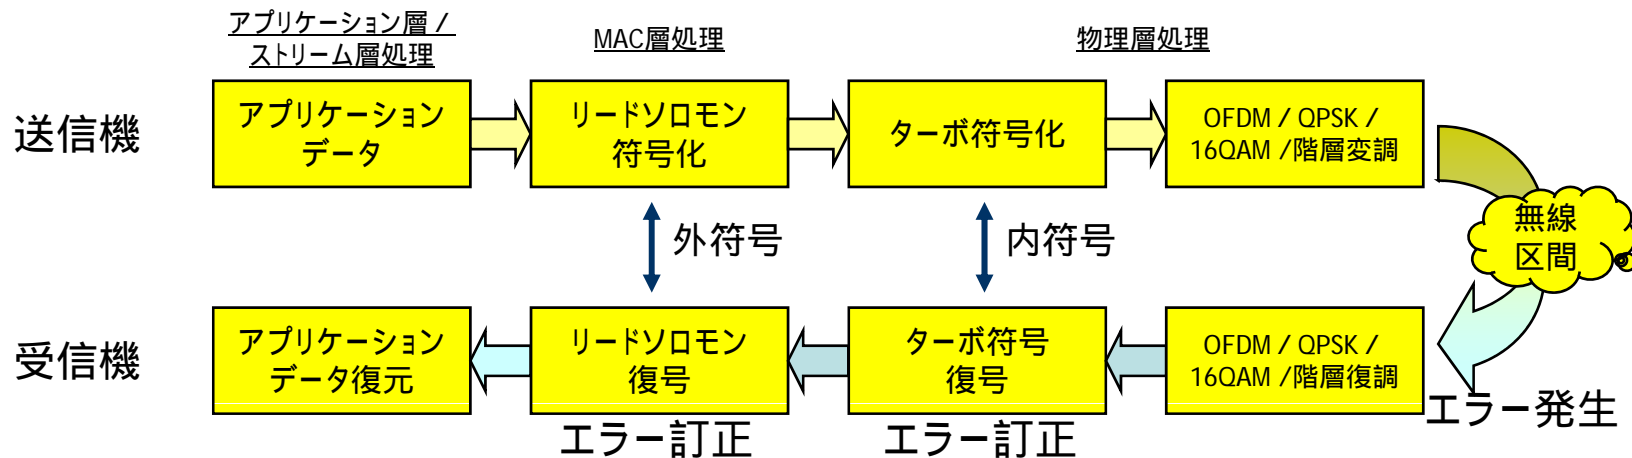 アプリケーション層 /
ストリーム層処理
MAC層処理
物理層処理
送信機
アプリケーション
データ
リードソロモン
符号化
ターボ符号化
OFDM / QPSK /
16QAM /階層変調
無線
区間
外符号
内符号
受信機
アプリケーション
データ復元
リードソロモン
復号
ターボ符号
復号
OFDM / QPSK /
16QAM /階層復調
エラー発生
エラー訂正
エラー訂正